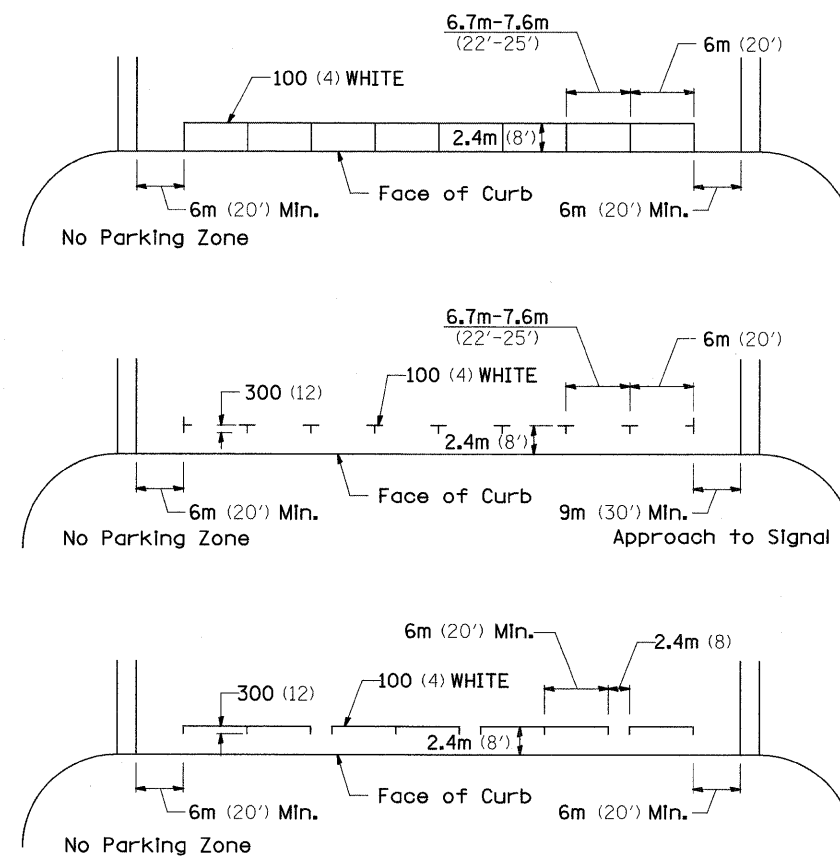 6.7m-7.6m
(22'-25')
6m (20')
100 (4) WHITE
2.4m (8')
Face of Curb
6m (20') Min.
6m (20') Min.
No Parking Zone
6.7m-7.6m
(22'-25')
6m (20')
300 (12)
100 (4) WHITE
2.4m (8')
Face of Curb
6m (20') Min.
9m (30') Min.
No Parking Zone
Approach to Signal
6m (20') Min.
2.4m (8)
300 (12)
100 (4) WHITE
2.4m (8')
Face of Curb
6m (20') Min.
6m (20') Min.
No Parking Zone